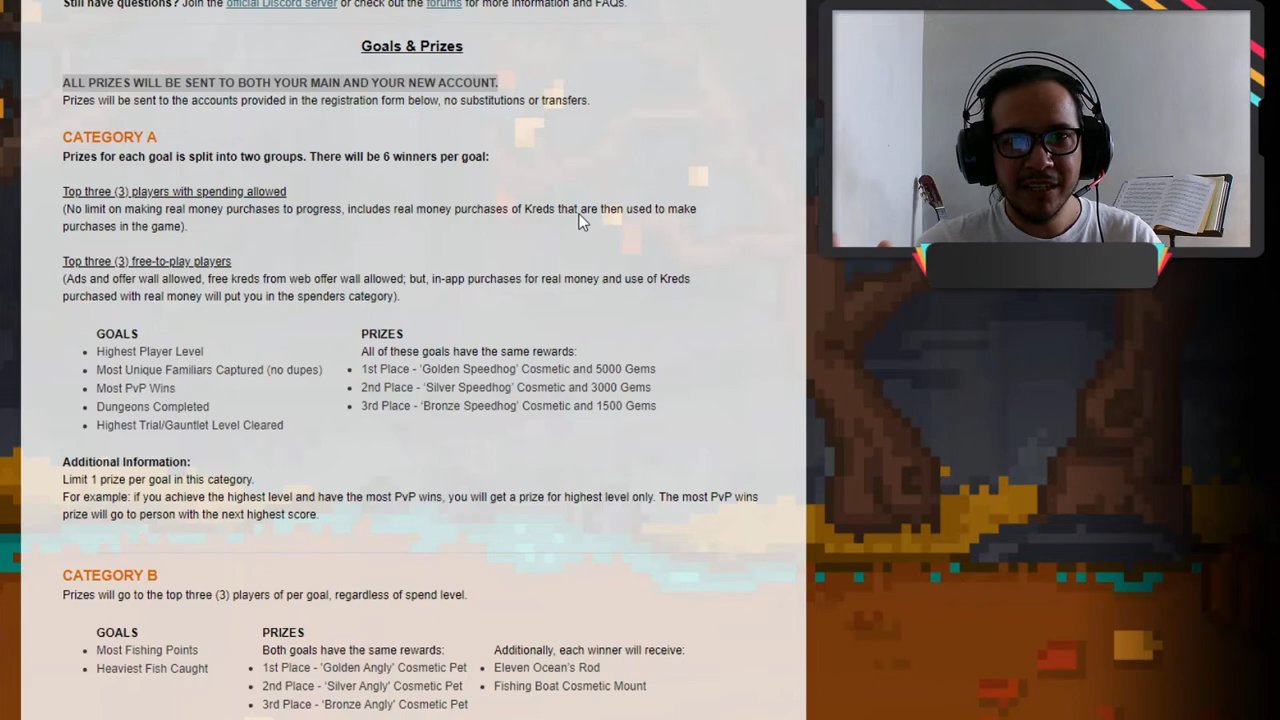 Still have questions? Join the official Discord server or check out the forums for more information and FAQs.
Goals & Prizes
ALL PRIZES WILL BE SENT TO BOTH YOUR MAIN AND YOUR NEW ACCOUNT.
Prizes will be sent to the accounts provided in the registration form below, no substitutions or transfers.
CATEGORY A
Prizes for each goal is split into two groups. There will be 6 winners per goal:
Top three (3) players with spending allowed
(No limit on making real money purchases to progress, includes real money purchases of Kreds that are then used to make
purchases in the game).
Top three (3) free-to-play players
(Ads and offer wall allowed, free kreds from web offer wall allowed; but, in-app purchases for real money and use of Kreds
purchased with real money will put you in the spenders category).
GOALS
• Highest Player Level
• Most Unique Familiars Captured (no dupes)
• Most PvP Wins
• Dungeons Completed
• Highest Trial/Gauntlet Level Cleared
PRIZES
All of these goals have the same rewards:
• 1st Place - ‘Golden Speedhog’ Cosmetic and 5000 Gems
• 2nd Place - ‘Silver Speedhog’ Cosmetic and 3000 Gems
• 3rd Place - ‘Bronze Speedhog’ Cosmetic and 1500 Gems
Additional Information:
Limit 1 prize per goal in this category.
For example: if you achieve the highest level and have the most PvP wins, you will get a prize for highest level only. The most PvP wins
prize will go to person with the next highest score.
CATEGORY B
Prizes will go to the top three (3) players of per goal, regardless of spend level.
GOALS
• Most Fishing Points
• Heaviest Fish Caught
PRIZES
Both goals have the same rewards:
• 1st Place - ‘Golden Angly’ Cosmetic Pet
• 2nd Place - ‘Silver Angly’ Cosmetic Pet
• 3rd Place - ‘Bronze Angly’ Cosmetic Pet
Additionally, each winner will receive:
• Eleven Ocean’s Rod
• Fishing Boat Cosmetic Mount